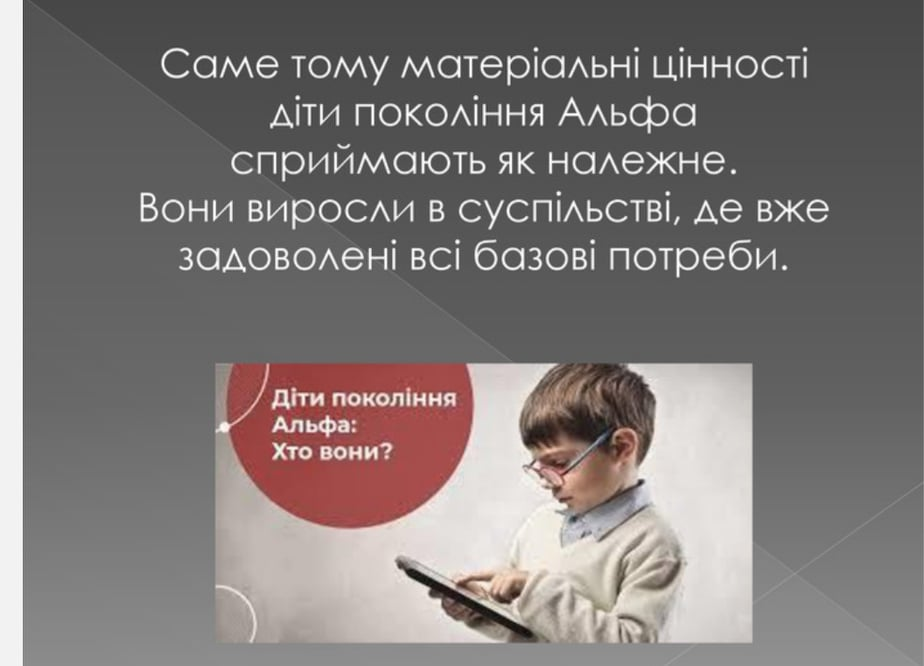 Саме тому матеріальні цінності
діти покоління Альфа
сприймають як належне.
Вони виросли в суспільстві, де вже
задоволені всі базові потреби.
Діти покоління
Альфа:
Хто вони?